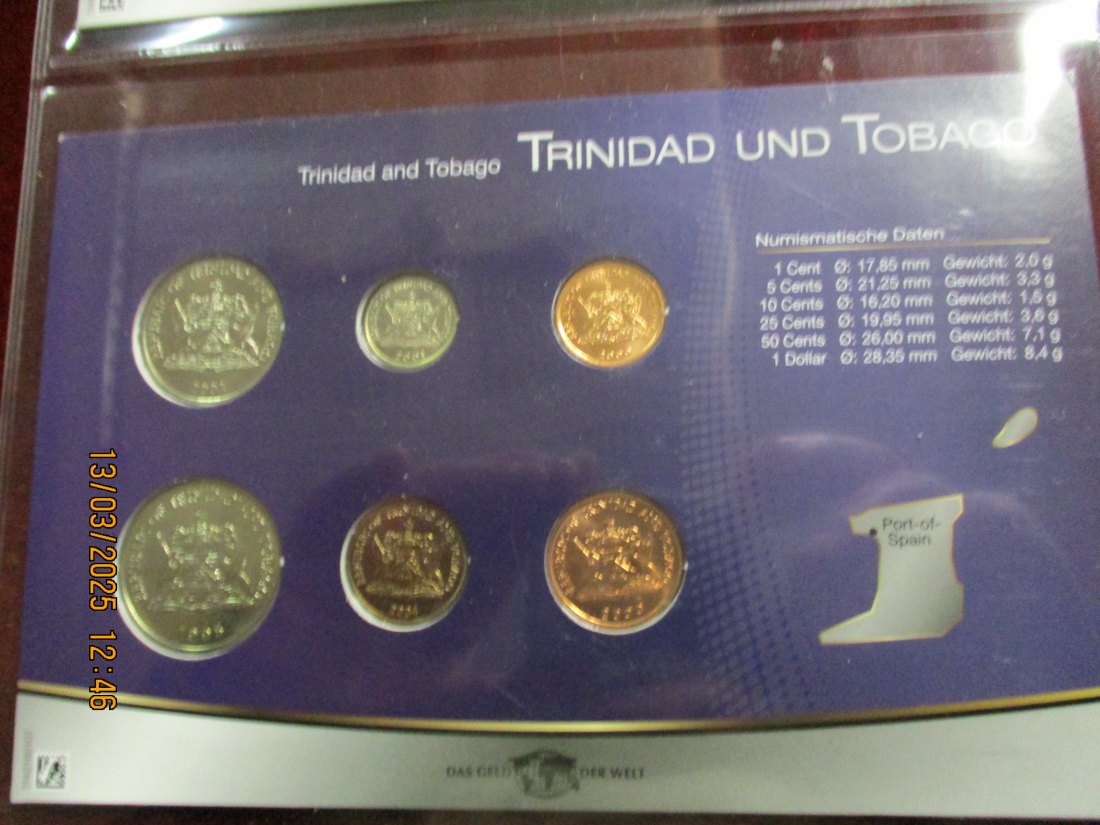 Trinidad and Tobago TRINIDAD UND TOBAGO
Numismatische Daten
1 Cent Ø: 17,85 mm Gewicht: 2,0 g
5 Cents Ø: 21,25 mm Gewicht: 3,3 g
10 Cents Ø: 16,20 mm Gewicht: 1,5 g
25 Cents Ø: 19,95 mm Gewicht: 3,6 g
50 Cents Ø: 26,00 mm Gewicht: 7,1 g
1 Dollar Ø: 28,35 mm Gewicht: 8,4 g
Port-of-
Spain
DAS GELD DER WELT
13/03/2025 12:46